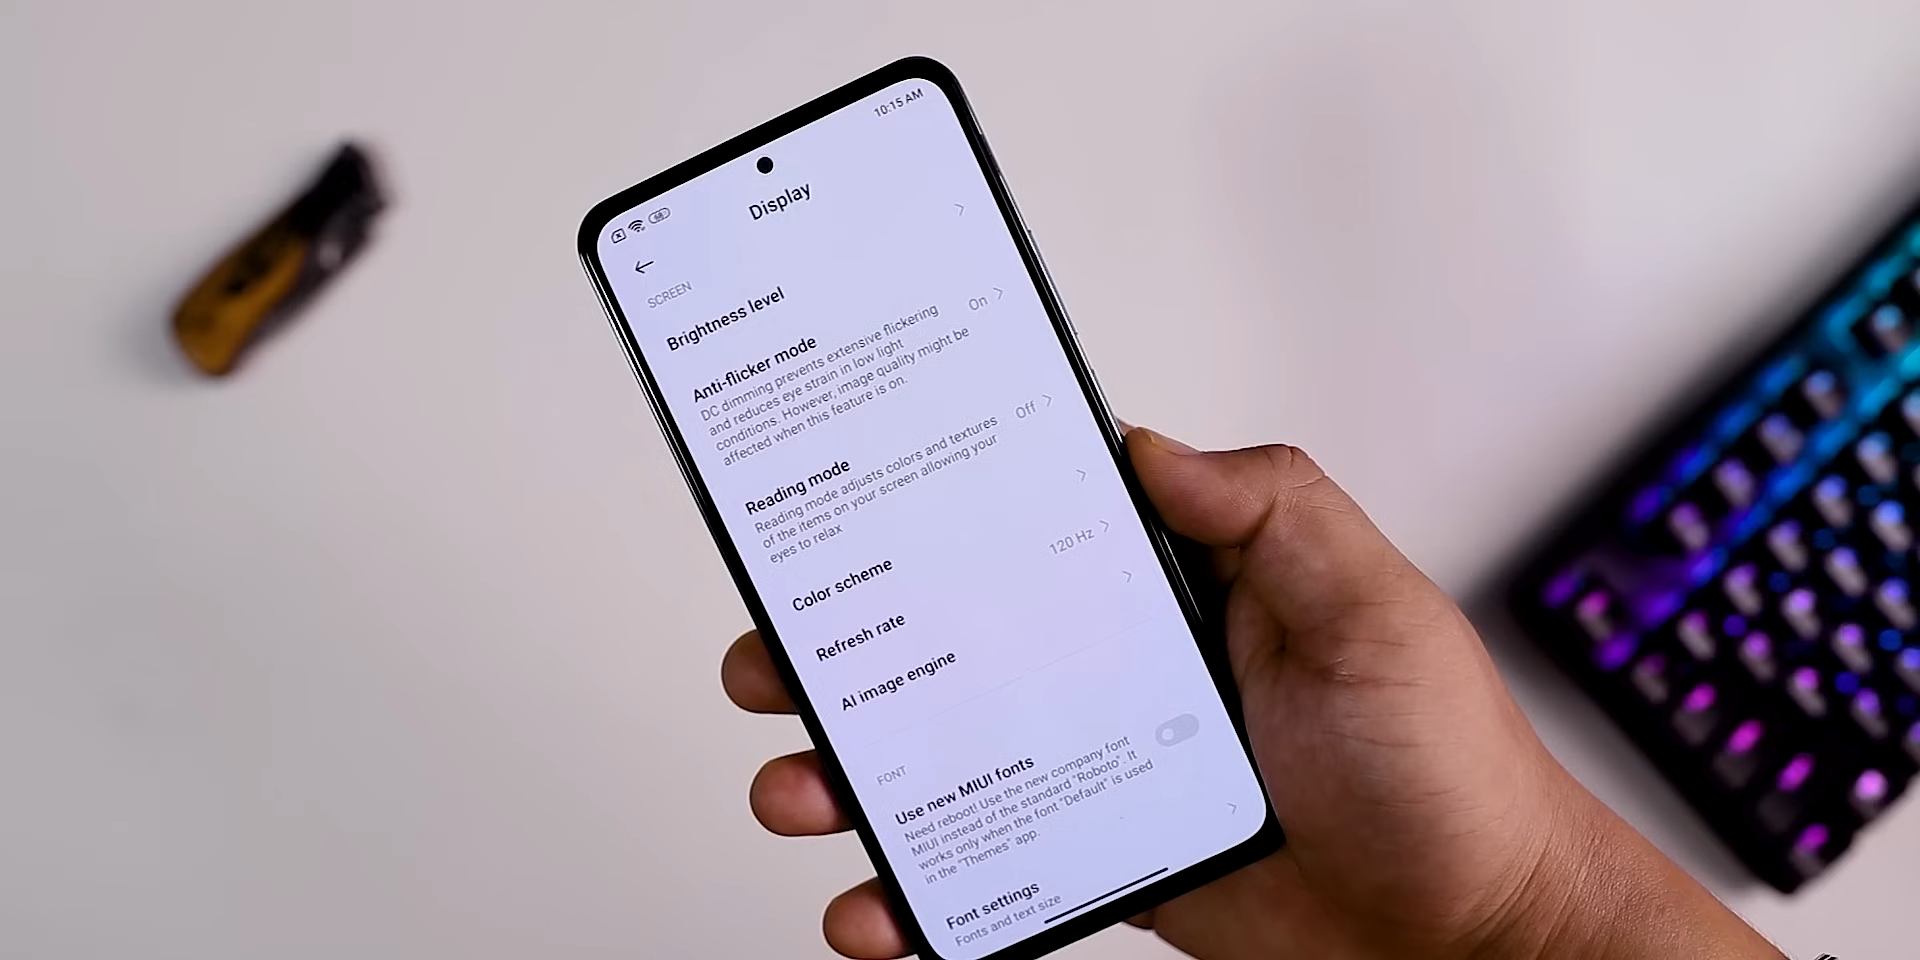 10:15 AM
68
Display
SCREEN
Brightness level
Anti-flicker mode
On
DC dimming prevents extensive flickering
and reduces eye strain in low light
conditions. However, image quality might be
affected when this feature is on.
Reading mode
Off
Reading mode adjusts colors and textures
of the items on your screen allowing your
eyes to relax
Color scheme
Refresh rate
120 Hz
AI image engine
FONT
Use new MIUI fonts
Need reboot! Use the new company font
MIUI instead of the standard "Roboto". It
works only when the font "Default" is used
in the "Themes" app.
Font settings
Fonts and text size